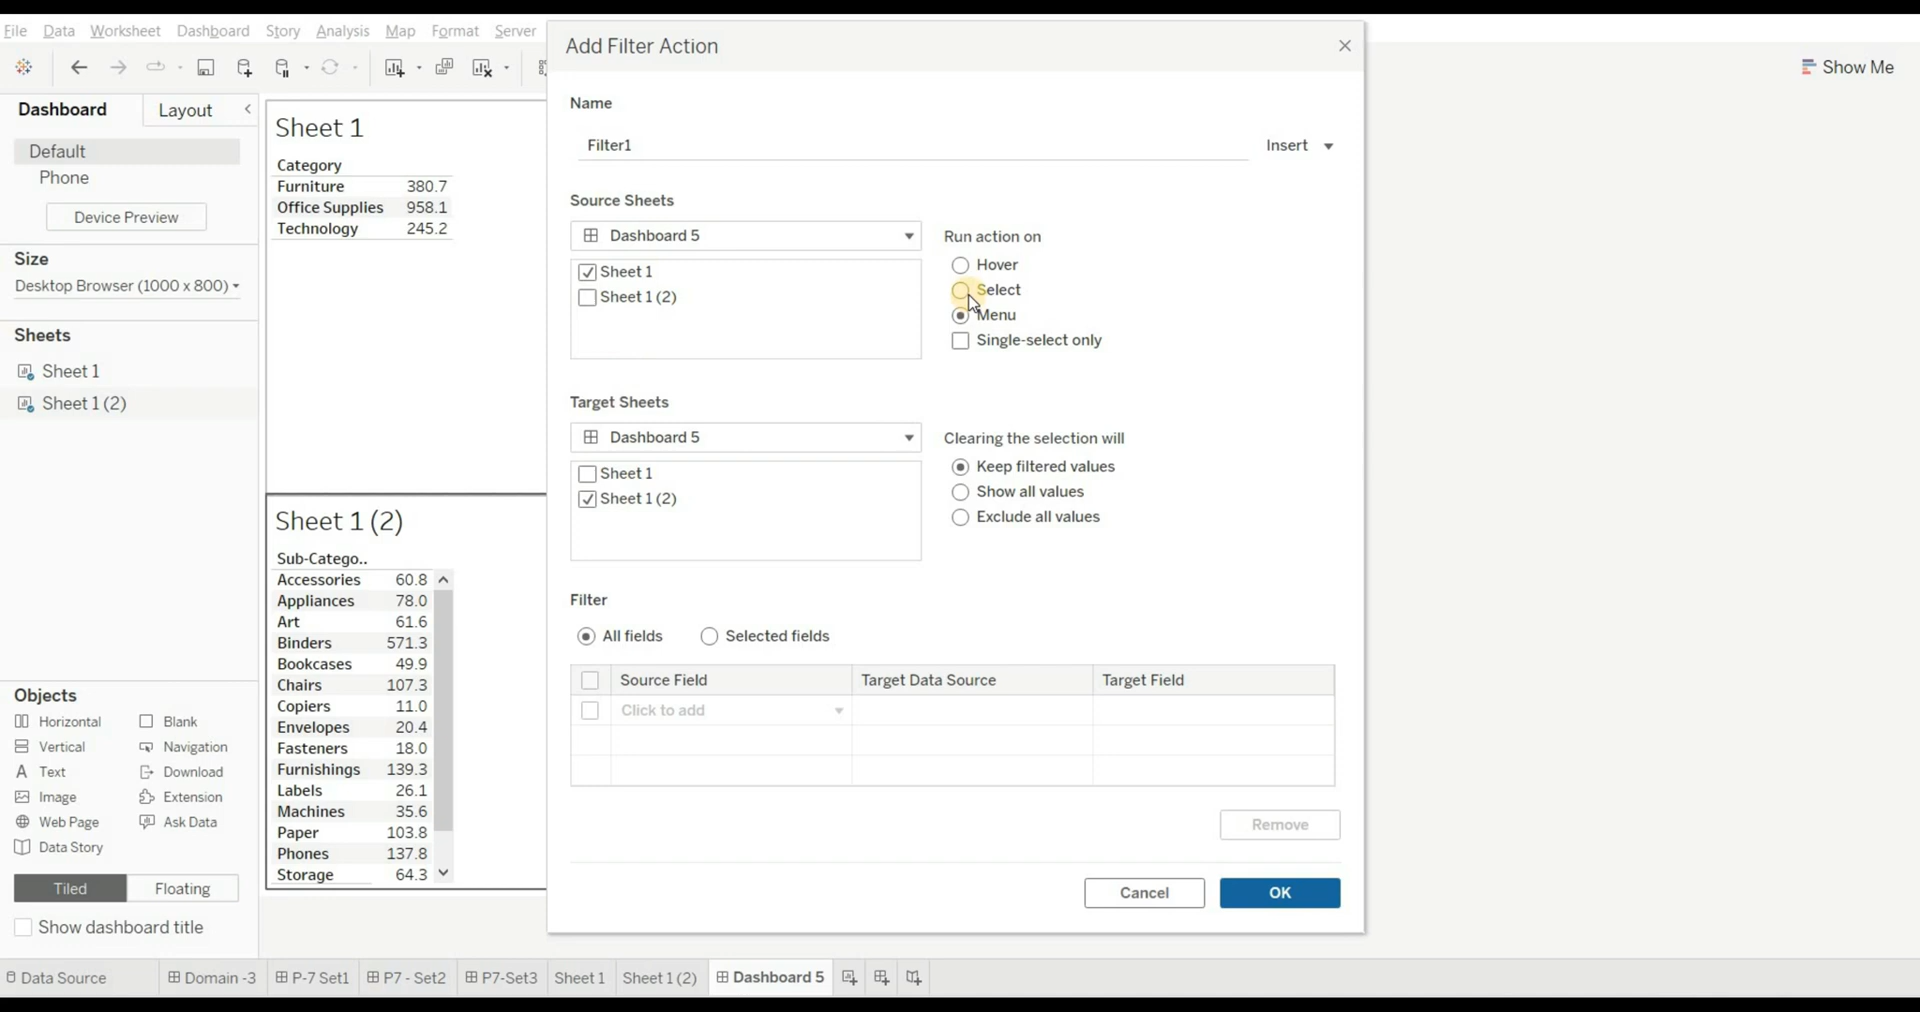 File Data Worksheet Dashboard Story Analysis Map Format Server
Show Me
Dashboard Layout
Default
Phone
Device Preview
Size
Desktop Browser (1000 x 800)
Sheets
Sheet 1
Sheet 1 (2)
Objects
Horizontal Blank
Vertical Navigation
Text Download
Image Extension
Web Page Ask Data
Data Story
Tiled Floating
Show dashboard title
Sheet 1
Category
Furniture 380.7
Office Supplies 958.1
Technology 245.2
Sheet 1 (2)
Sub-Catego..
Accessories 60.8
Appliances 78.0
Art 61.6
Binders 571.3
Bookcases 49.9
Chairs 107.3
Copiers 11.0
Envelopes 20.4
Fasteners 18.0
Furnishings 139.3
Labels 26.1
Machines 35.6
Paper 103.8
Phones 137.8
Storage 64.3
Add Filter Action
Name
Filter1 Insert
Source Sheets
Dashboard 5
Sheet 1
Sheet 1 (2)
Run action on
Hover
Select
Menu
Single-select only
Target Sheets
Dashboard 5
Sheet 1
Sheet 1 (2)
Clearing the selection will
Keep filtered values
Show all values
Exclude all values
Filter
All fields Selected fields
Source Field Target Data Source Target Field
Click to add
Remove
Cancel OK
Data Source Domain -3 P-7 Set1 P7 - Set2 P7-Set3 Sheet 1 Sheet 1 (2) Dashboard 5